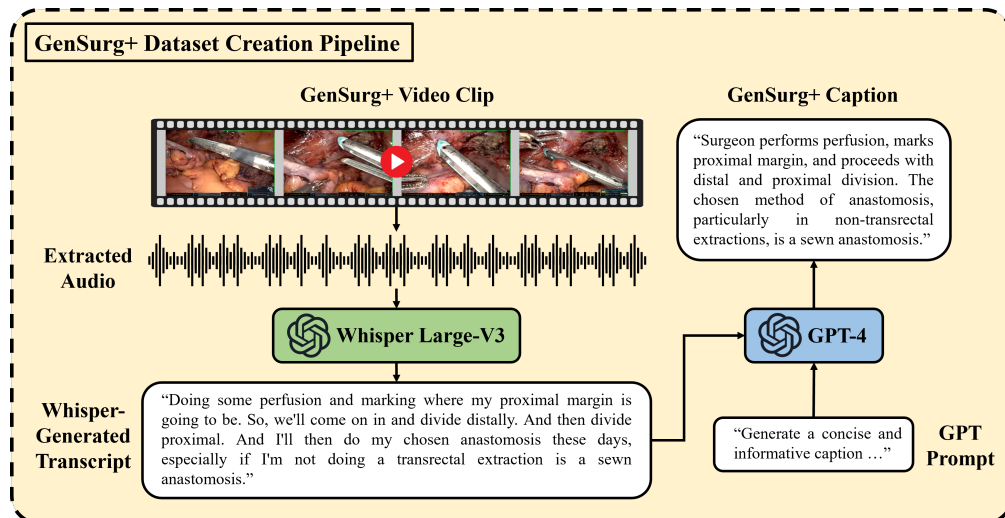 GenSurg+ Dataset Creation Pipeline
GenSurg+ Video Clip
Extracted
Audio
Whisper Large-V3
Whisper-
Generated
Transcript
“Doing some perfusion and marking where my proximal margin is
going to be. So, we'll come on in and divide distally. And then divide
proximal. And I'll then do my chosen anastomosis these days,
especially if I'm not doing a transrectal extraction is a sewn
anastomosis.”
GenSurg+ Caption
“Surgeon performs perfusion, marks
proximal margin, and proceeds with
distal and proximal division. The
chosen method of anastomosis,
particularly in non-transrectal
extractions, is a sewn anastomosis.”
GPT-4
“Generate a concise and
informative caption …”
GPT
Prompt